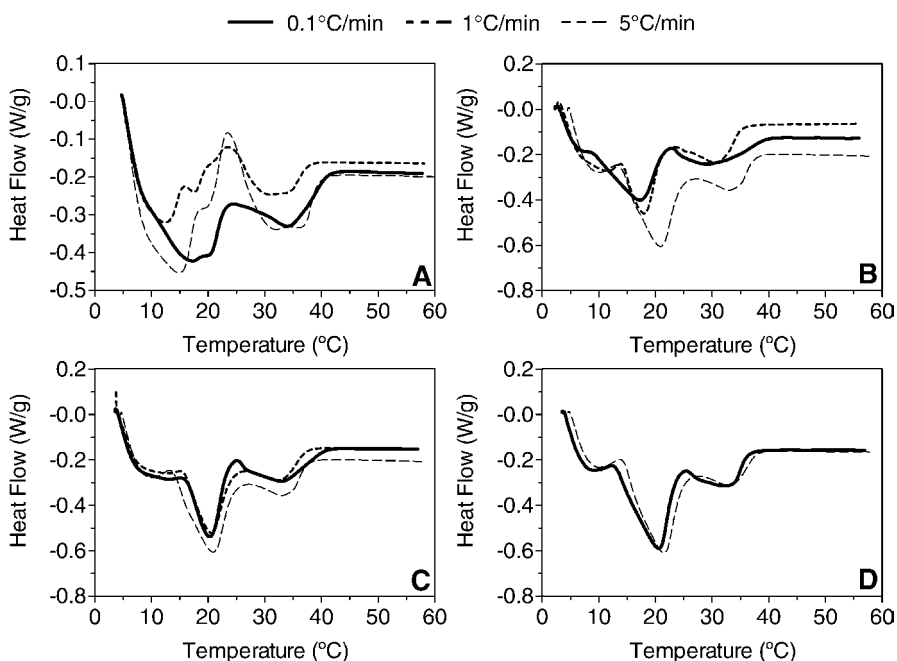 0.1°C/min 1°C/min 5°C/min
Heat Flow (W/g)
0.1
-0.0
-0.1
-0.2
-0.3
-0.4
-0.5
A
0 10 20 30 40 50 60
Temperature (°C)
Heat Flow (W/g)
0.2
-0.0
-0.2
-0.4
-0.6
-0.8
B
0 10 20 30 40 50 60
Temperature (°C)
Heat Flow (W/g)
0.2
-0.0
-0.2
-0.4
-0.6
-0.8
C
0 10 20 30 40 50 60
Temperature (°C)
Heat Flow (W/g)
0.2
-0.0
-0.2
-0.4
-0.6
-0.8
D
0 10 20 30 40 50 60
Temperature (°C)